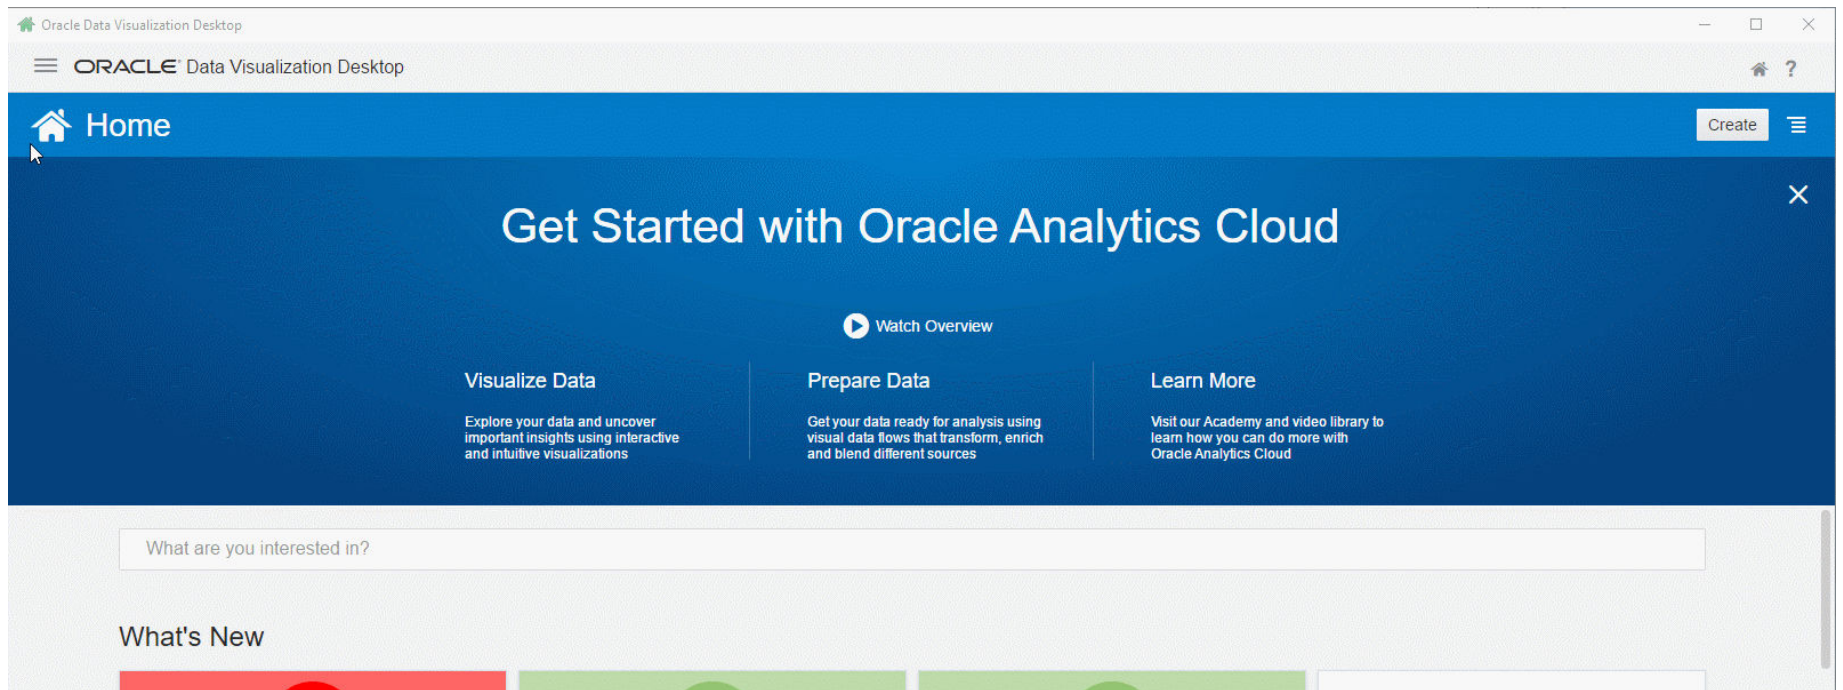 Oracle Data Visualization Desktop
ORACLE Data Visualization Desktop
?
Home
Create
Get Started with Oracle Analytics Cloud
Watch Overview
Visualize Data
Explore your data and uncover
important insights using interactive
and intuitive visualizations
Prepare Data
Get your data ready for analysis using
visual data flows that transform, enrich
and blend different sources
Learn More
Visit our Academy and video library to
learn how you can do more with
Oracle Analytics Cloud
What are you interested in?
What's New